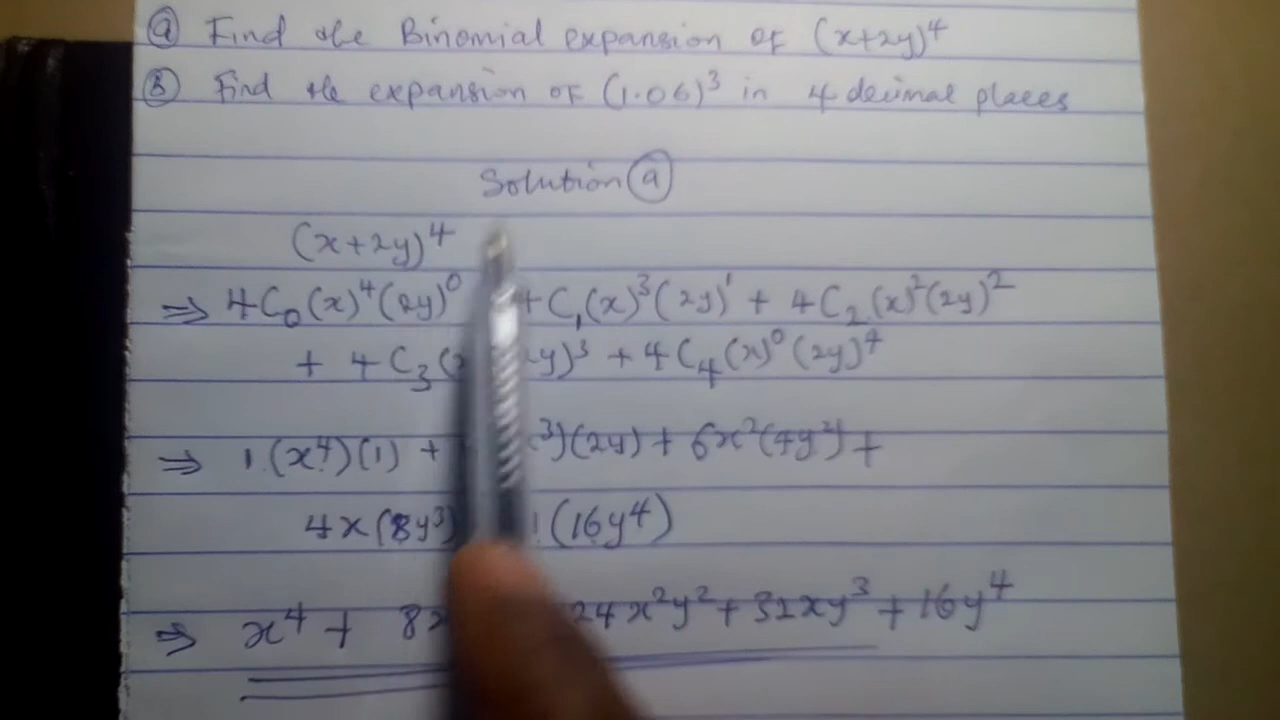 ⓐ Find the Binomial expansion of (x+2y)⁴
ⓑ Find the expansion of (1.06)³ in 4 decimal places
Solution ⓐ
(x+2y)⁴
⇒ 4C₀(x)⁴(2y)⁰ C₁(x)³(2y)¹ + 4C₂(x)²(2y)²
+ 4C₃( y)³ + 4C₄(x)⁰(2y)⁴
⇒ 1(x⁴)(1) + ³)(2y) + 6x²(4y²) +
4x(8y³) (16y⁴)
⇒ x⁴ + 8x 24x²y² + 32xy³ + 16y⁴